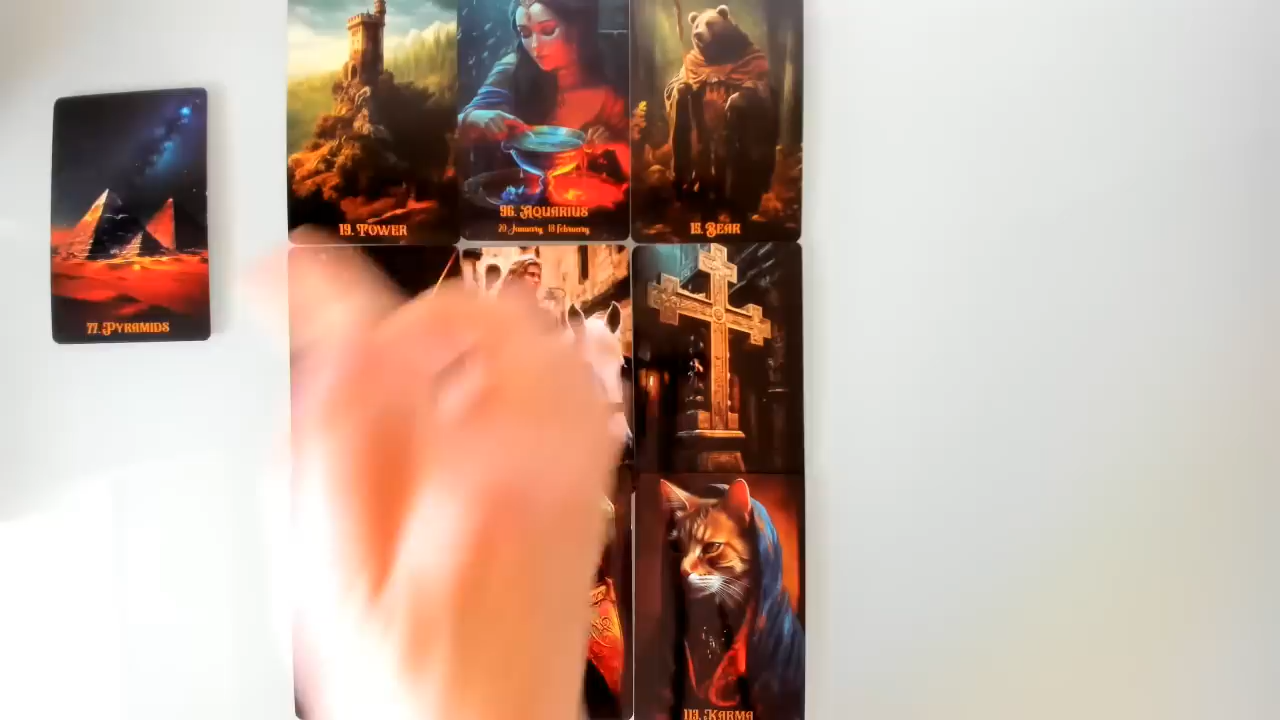 77. PYRAMIDS
19. TOWER
96. AQUARIUS
20 January, 18 February
15. BEAR
113. KARMA